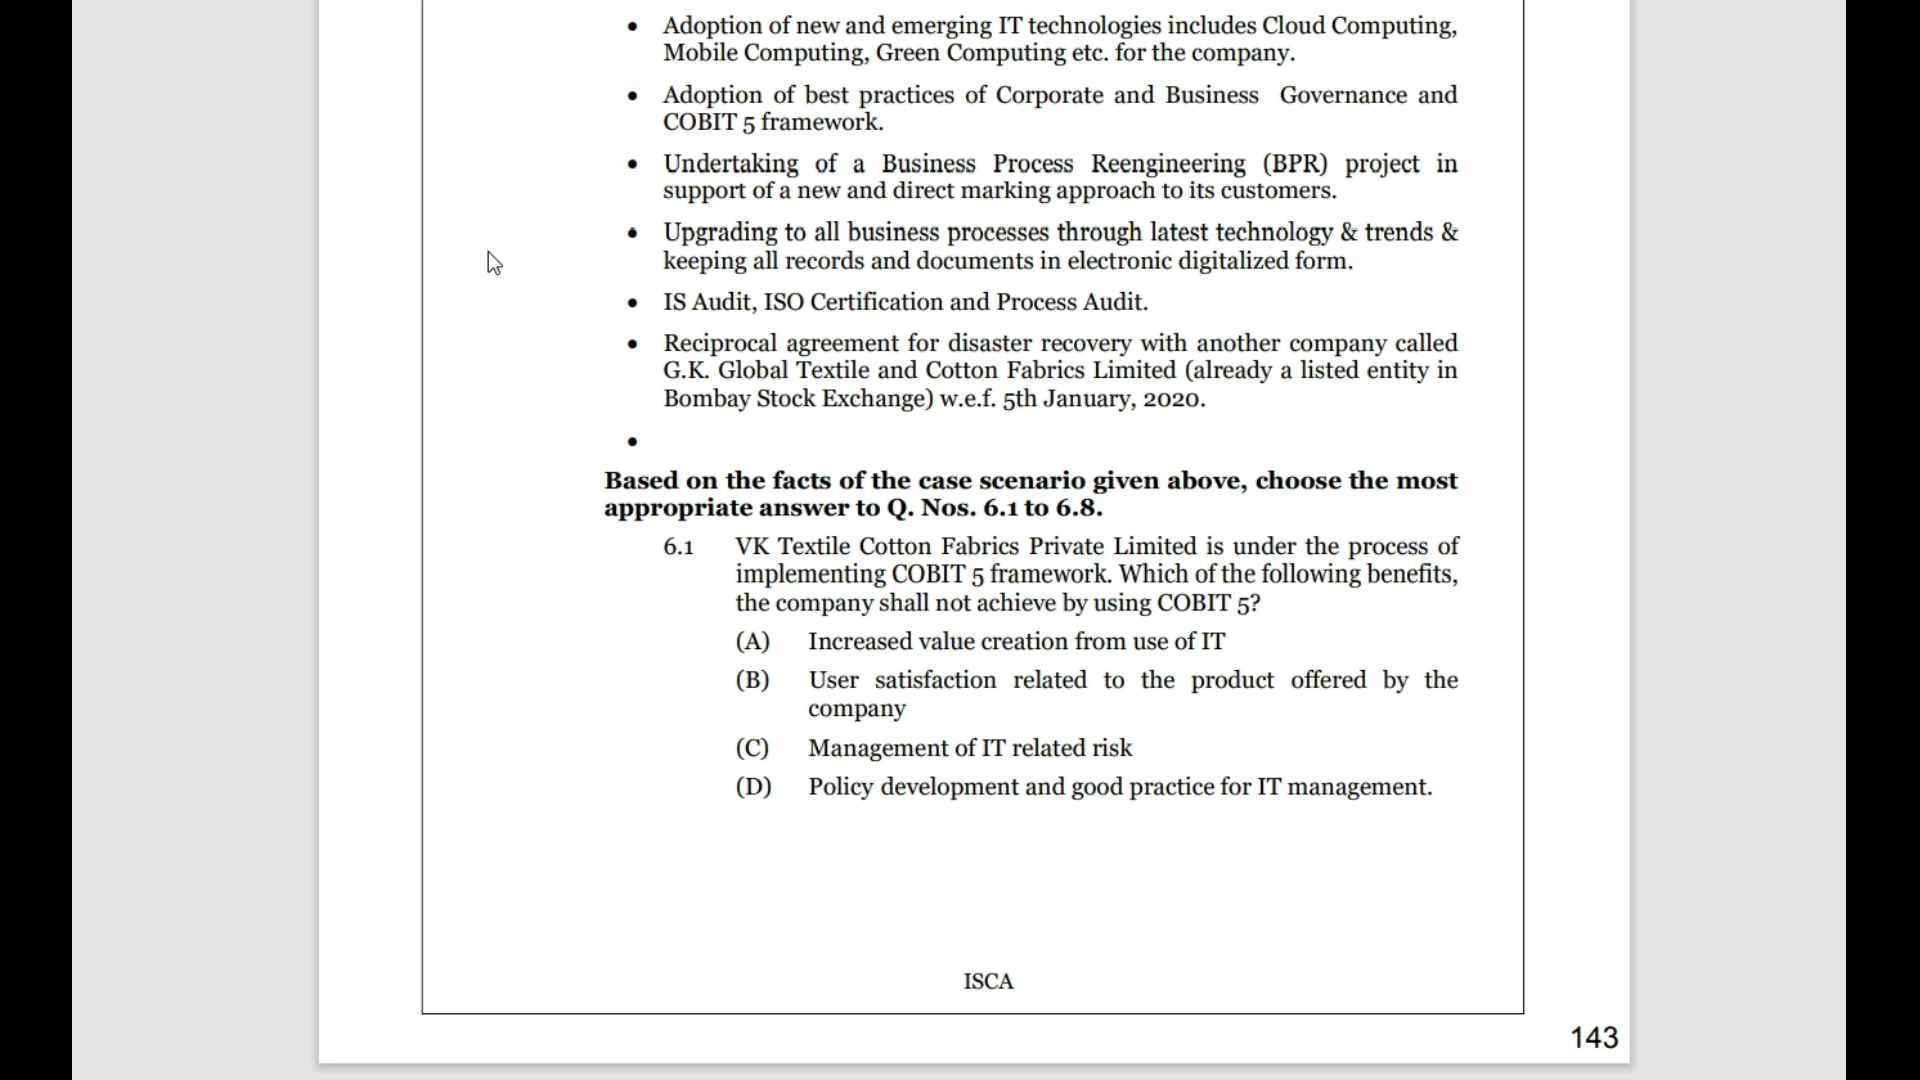 • Adoption of new and emerging IT technologies includes Cloud Computing,
Mobile Computing, Green Computing etc. for the company.
• Adoption of best practices of Corporate and Business Governance and
COBIT 5 framework.
• Undertaking of a Business Process Reengineering (BPR) project in
support of a new and direct marking approach to its customers.
• Upgrading to all business processes through latest technology & trends &
keeping all records and documents in electronic digitalized form.
• IS Audit, ISO Certification and Process Audit.
• Reciprocal agreement for disaster recovery with another company called
G.K. Global Textile and Cotton Fabrics Limited (already a listed entity in
Bombay Stock Exchange) w.e.f. 5th January, 2020.
•
Based on the facts of the case scenario given above, choose the most
appropriate answer to Q. Nos. 6.1 to 6.8.
6.1 VK Textile Cotton Fabrics Private Limited is under the process of
implementing COBIT 5 framework. Which of the following benefits,
the company shall not achieve by using COBIT 5?
(A) Increased value creation from use of IT
(B) User satisfaction related to the product offered by the
company
(C) Management of IT related risk
(D) Policy development and good practice for IT management.
ISCA
143